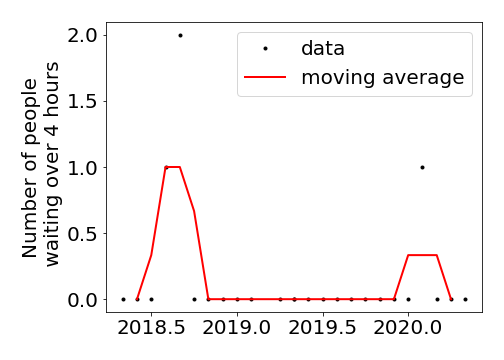 Number of people
waiting over 4 hours
2.0
1.5
1.0
0.5
0.0
data
moving average
2018.5
2019.0
2019.5
2020.0